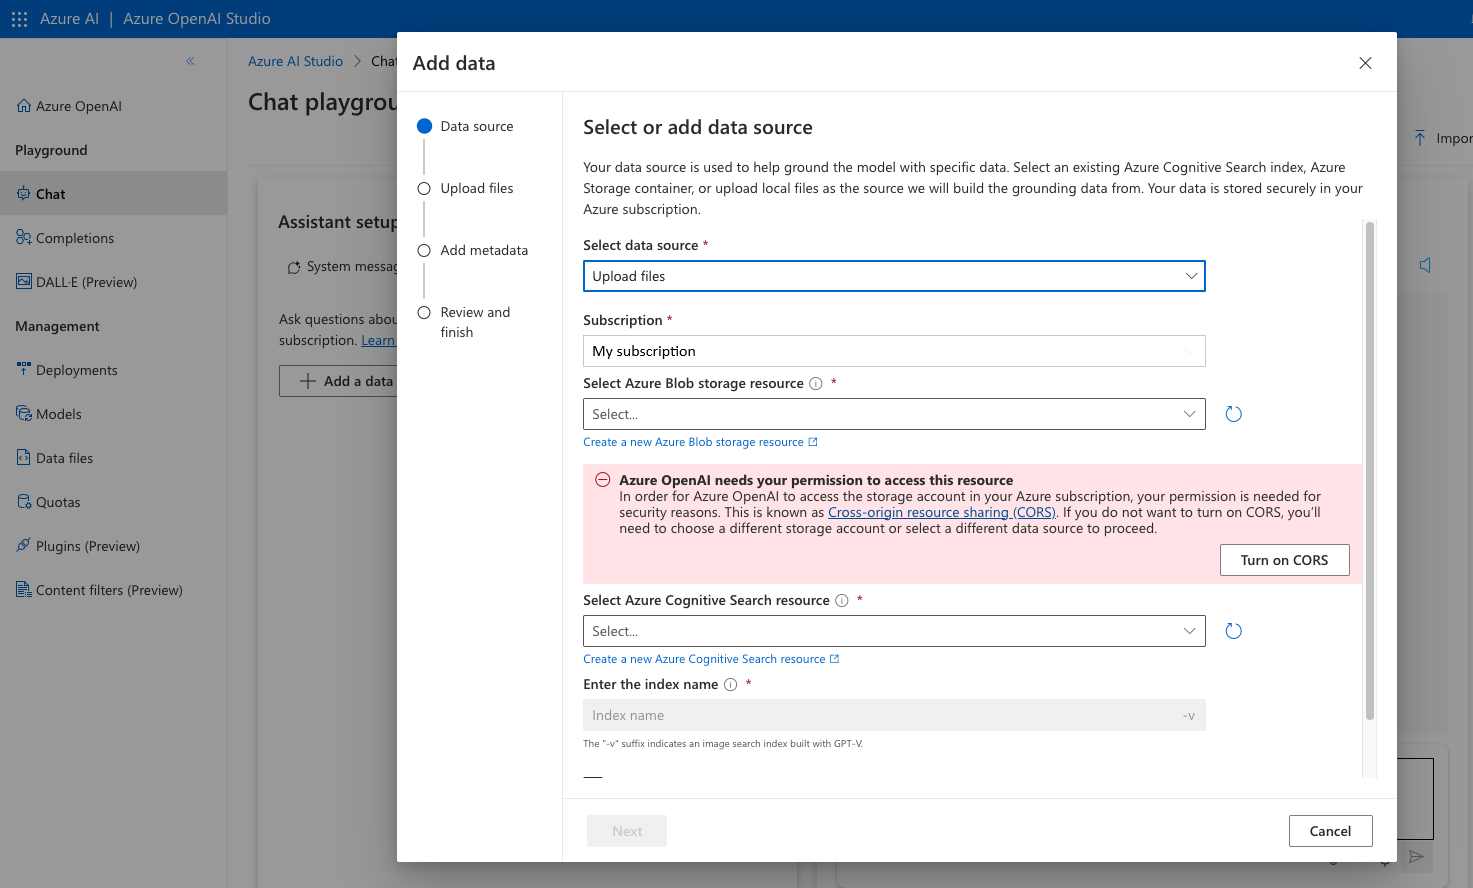 Azure AI | Azure OpenAI Studio
Azure AI Studio > Chat
Chat playgrou
Azure OpenAI
Playground
Chat
Completions
DALL·E (Preview)
Management
Deployments
Models
Data files
Quotas
Plugins (Preview)
Content filters (Preview)
Assistant setup
System messag
Ask questions abou
subscription. Learn
Add a data
Impor
Add data
Data source
Upload files
Add metadata
Review and
finish
Select or add data source
Your data source is used to help ground the model with specific data. Select an existing Azure Cognitive Search index, Azure
Storage container, or upload local files as the source we will build the grounding data from. Your data is stored securely in your
Azure subscription.
Select data source *
Upload files
Subscription *
My subscription
Select Azure Blob storage resource *
Select...
Create a new Azure Blob storage resource
Azure OpenAI needs your permission to access this resource
In order for Azure OpenAI to access the storage account in your Azure subscription, your permission is needed for
security reasons. This is known as Cross-origin resource sharing (CORS). If you do not want to turn on CORS, you'll
need to choose a different storage account or select a different data source to proceed.
Turn on CORS
Select Azure Cognitive Search resource *
Select...
Create a new Azure Cognitive Search resource
Enter the index name *
Index name -v
The "-v" suffix indicates an image search index built with GPT-V.
Next
Cancel